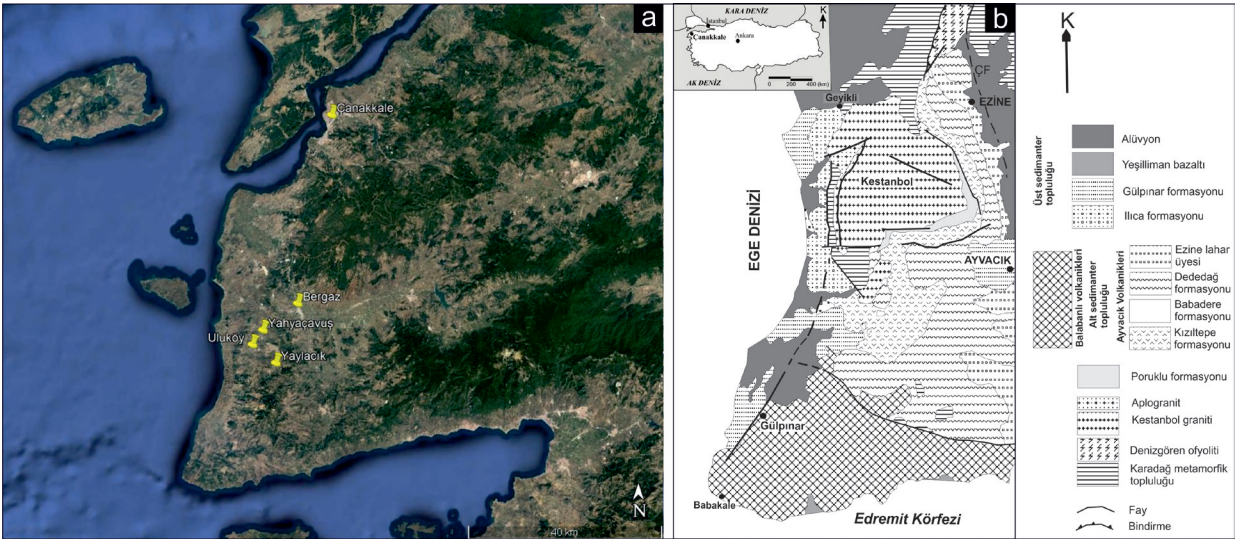 a
Çanakkale
Bergaz
Yahyaçavuş
Uluköy
Yaylacık
N
40 km
b
KARA DENİZ
İstanbul
Çanakkale
Ankara
AK DENİZ
K
0 200 400 (km)
ÇF
Geyikli
EZİNE
Kestanbol
EGE DENİZİ
AYVACIK
Gülpınar
Babakale
Edremit Körfezi
K
Üst sedimanter
topluluğu
Alüvyon
Yeşilliman bazaltı
Gülpınar formasyonu
Ilıca formasyonu
Balabanlı volkanikleri
Alt sedimanter
topluluğu
Ayvacık Volkanikleri
Ezine lahar
üyesi
Dededağ
formasyonu
Babadere
formasyonu
Kızıltepe
formasyonu
Poruklu formasyonu
Aplogranit
Kestanbol graniti
Denizgören ofyoliti
Karadağ metamorfik
topluluğu
Fay
Bindirme